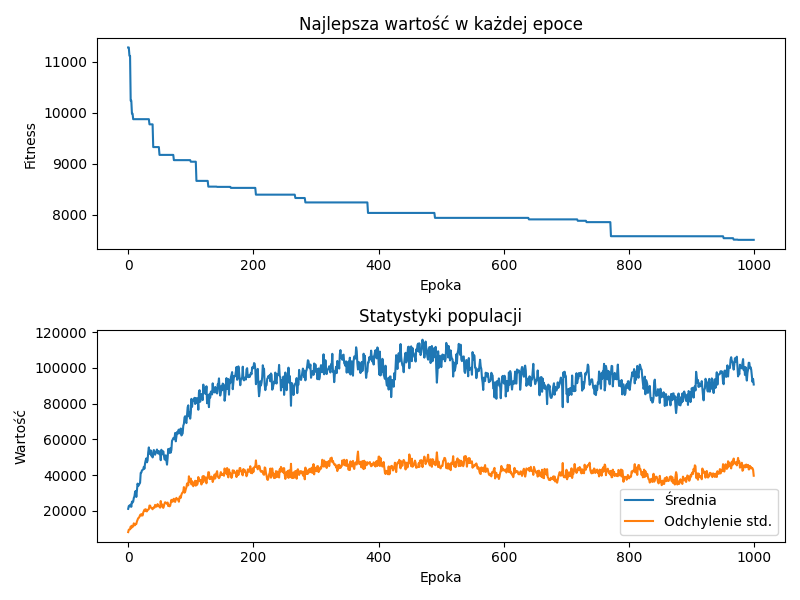 Najlepsza wartość w każdej epoce
11000
10000
9000
8000
Fitness
0 200 400 600 800 1000
Epoka
Statystyki populacji
120000
100000
80000
60000
40000
20000
Wartość
Średnia
Odchylenie std.
0 200 400 600 800 1000
Epoka